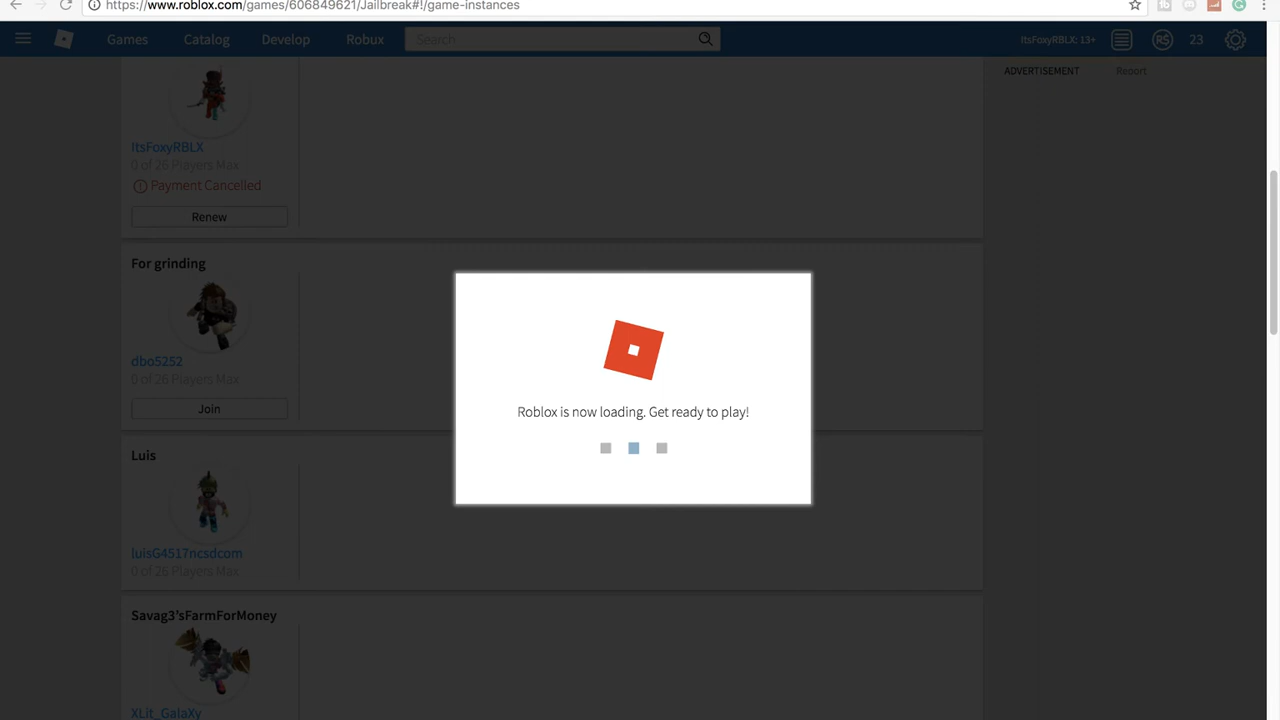 https://www.roblox.com/games/606849621/Jailbreak#!/game-instances
Games Catalog Develop Robux Search ItsFoxyRBLX: 13+ R$ 23
ADVERTISEMENT Report
ItsFoxyRBLX
0 of 26 Players Max
Payment Cancelled
Renew
For grinding
dbo5252
0 of 26 Players Max
Join
Roblox is now loading. Get ready to play!
Luis
luisG4517ncsdcom
0 of 26 Players Max
Savag3'sFarmForMoney
XLit_GalaXy